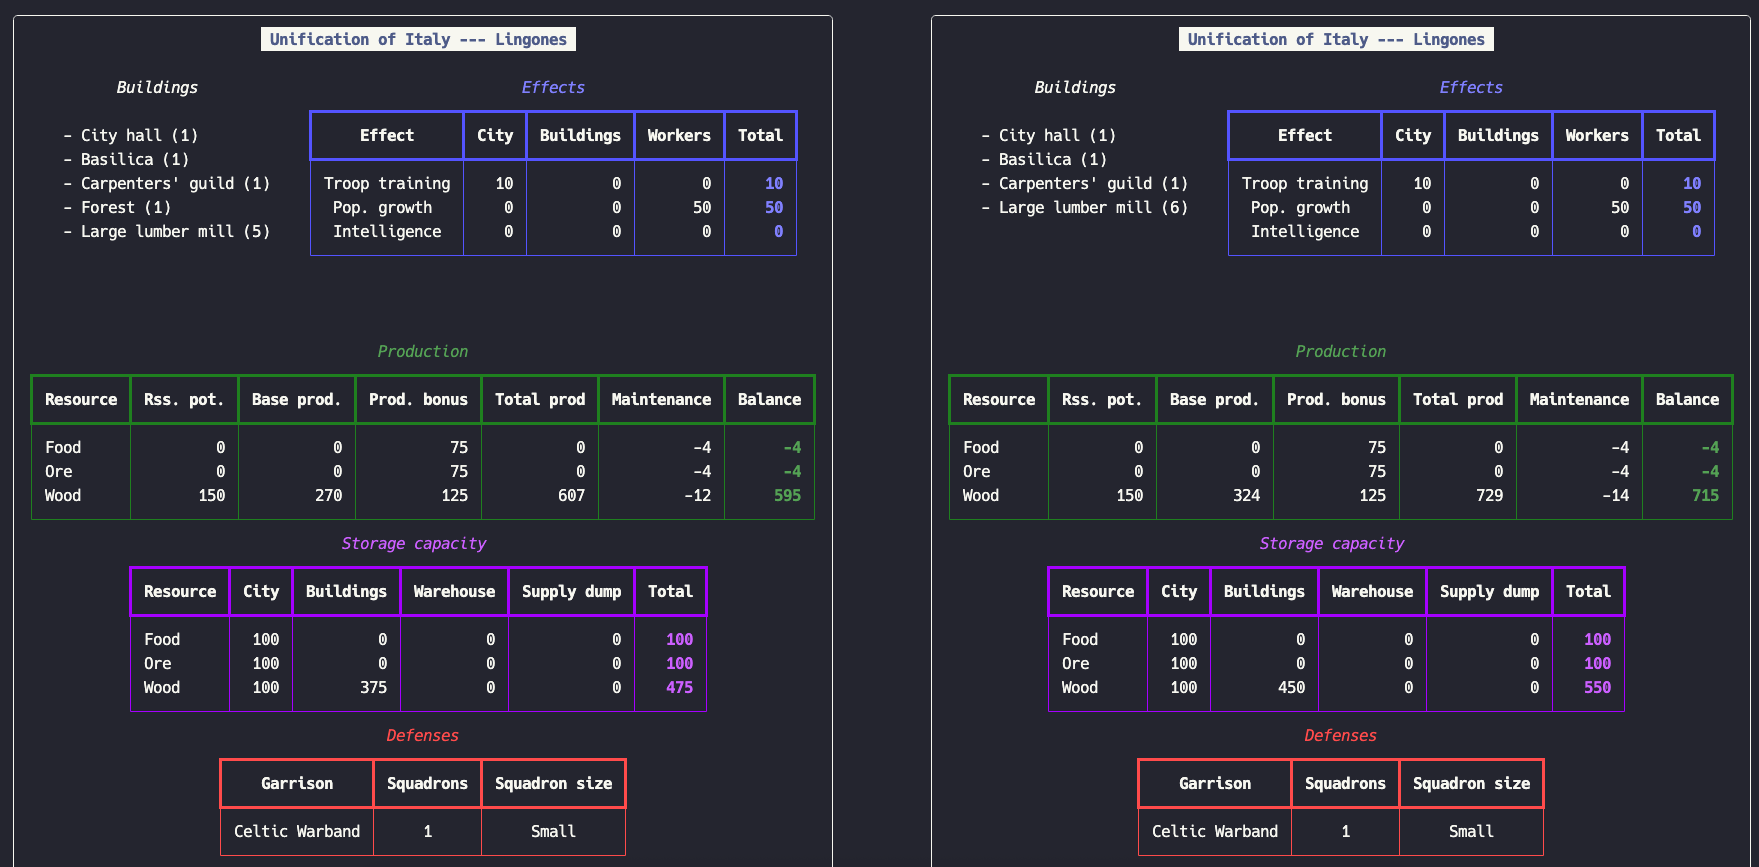 Unification of Italy --- Lingones
Buildings
- City hall (1)
- Basilica (1)
- Carpenters' guild (1)
- Forest (1)
- Large lumber mill (5)
Effects
Effect City Buildings Workers Total
Troop training 10 0 0 10
Pop. growth 0 0 50 50
Intelligence 0 0 0 0
Production
Resource Rss. pot. Base prod. Prod. bonus Total prod Maintenance Balance
Food 0 0 75 0 -4 -4
Ore 0 0 75 0 -4 -4
Wood 150 270 125 607 -12 595
Storage capacity
Resource City Buildings Warehouse Supply dump Total
Food 100 0 0 0 100
Ore 100 0 0 0 100
Wood 100 375 0 0 475
Defenses
Garrison Squadrons Squadron size
Celtic Warband 1 Small
Unification of Italy --- Lingones
Buildings
- City hall (1)
- Basilica (1)
- Carpenters' guild (1)
- Large lumber mill (6)
Effects
Effect City Buildings Workers Total
Troop training 10 0 0 10
Pop. growth 0 0 50 50
Intelligence 0 0 0 0
Production
Resource Rss. pot. Base prod. Prod. bonus Total prod Maintenance Balance
Food 0 0 75 0 -4 -4
Ore 0 0 75 0 -4 -4
Wood 150 324 125 729 -14 715
Storage capacity
Resource City Buildings Warehouse Supply dump Total
Food 100 0 0 0 100
Ore 100 0 0 0 100
Wood 100 450 0 0 550
Defenses
Garrison Squadrons Squadron size
Celtic Warband 1 Small